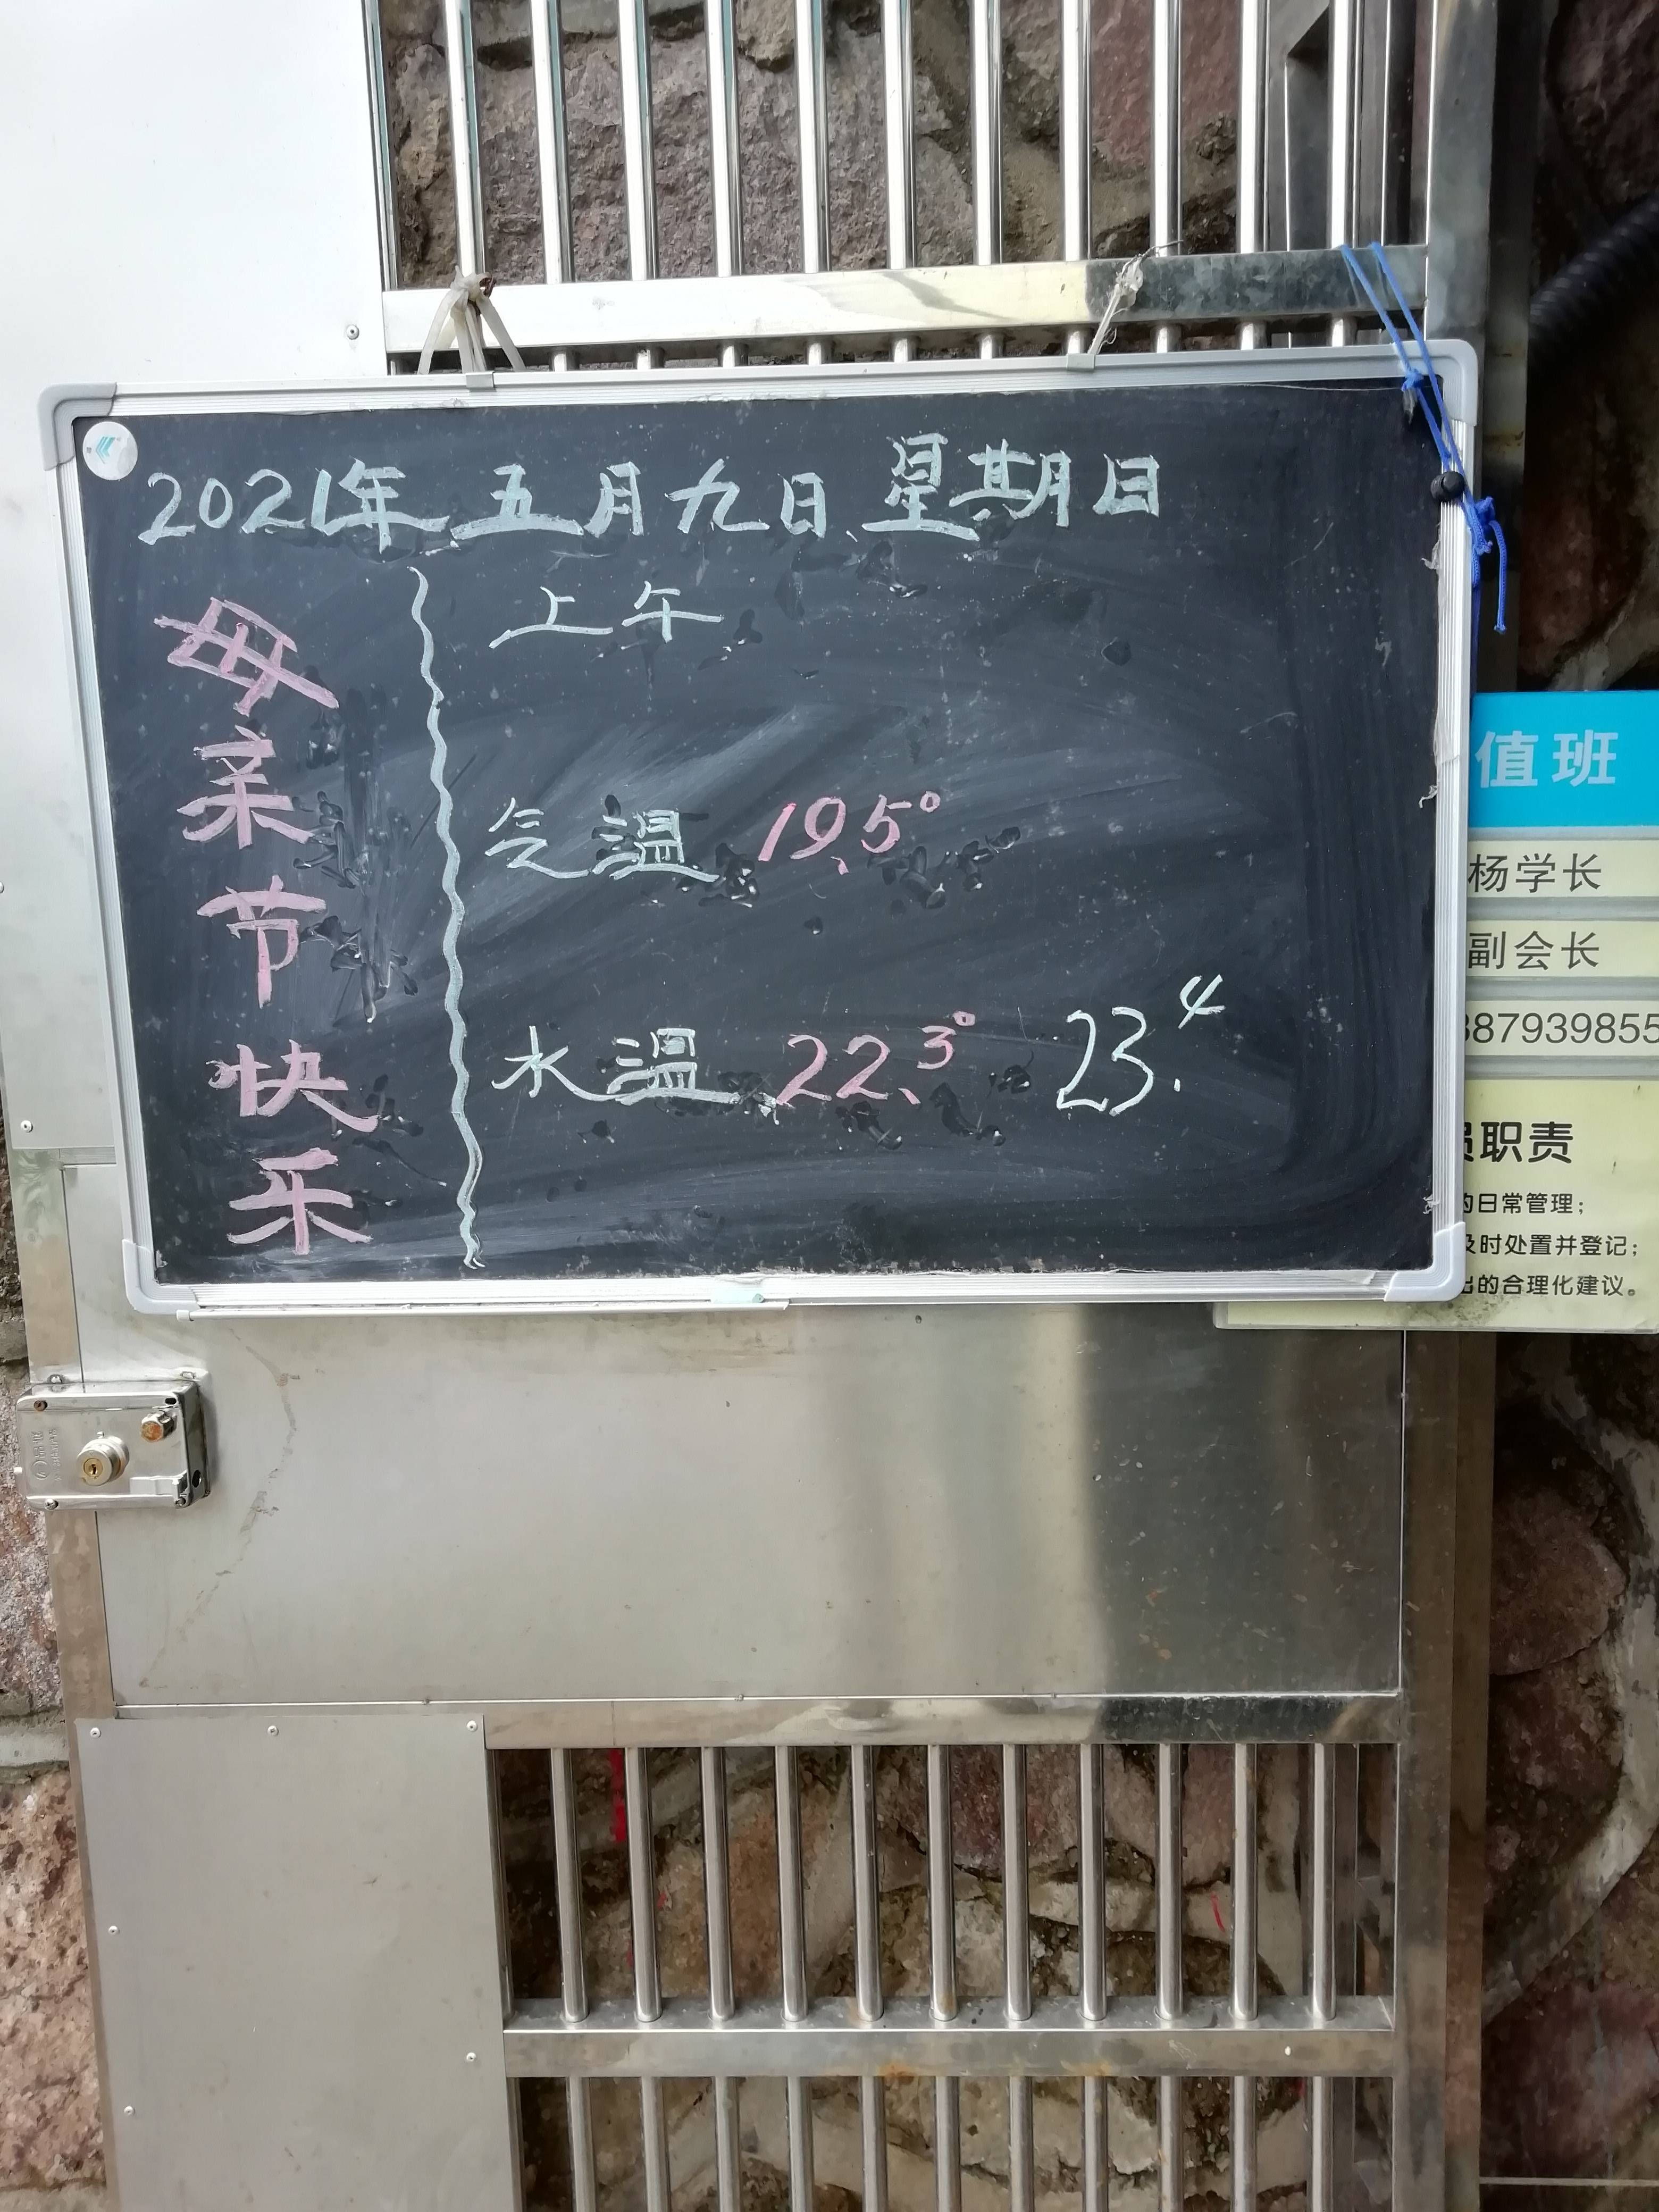 2021年 五月九日 星期日
母亲节快乐
上午
气温 19.5°
水温 22.3° 23.4
值班
杨学长
副会长
387939855
员职责
的日常管理；
及时处置并登记；
出的合理化建议。